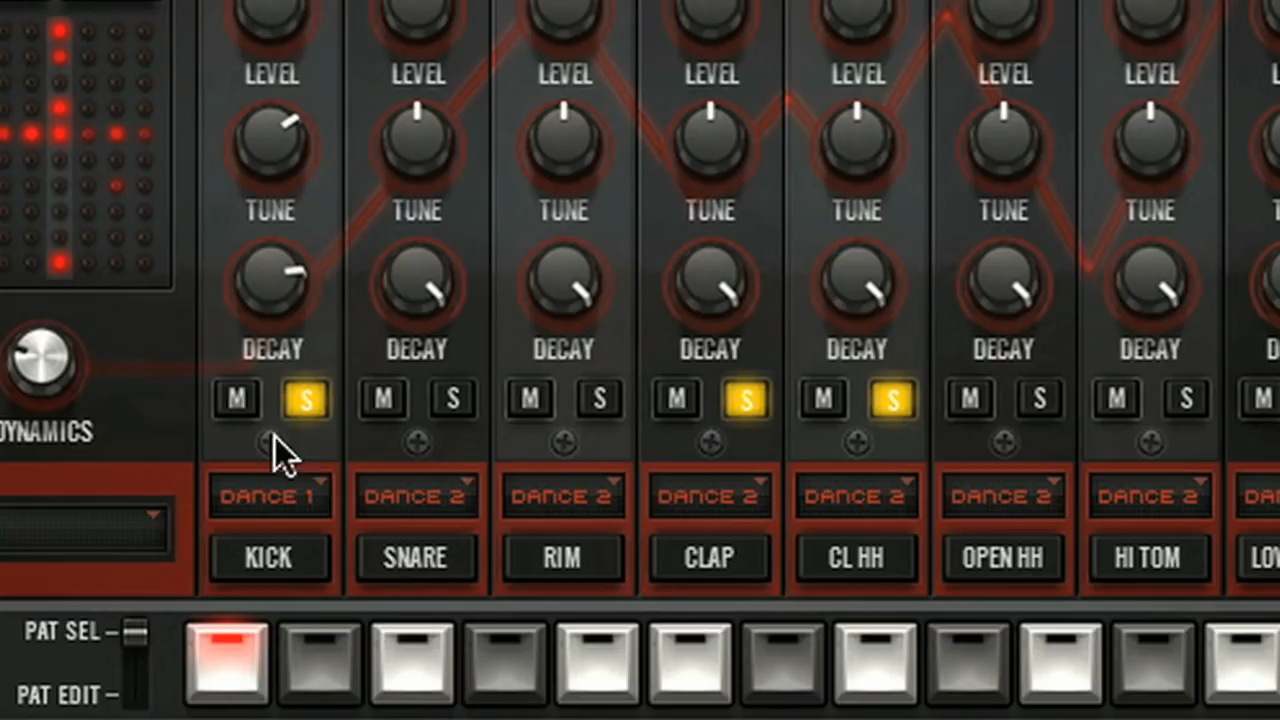 LEVEL LEVEL LEVEL LEVEL LEVEL LEVEL LEVEL
TUNE TUNE TUNE TUNE TUNE TUNE TUNE
DECAY DECAY DECAY DECAY DECAY DECAY DECAY
M S M S M S M S M S M S M S M
DYNAMICS
DANCE 1 DANCE 2 DANCE 2 DANCE 2 DANCE 2 DANCE 2 DANCE 2
KICK SNARE RIM CLAP CL HH OPEN HH HI TOM
PAT SEL
PAT EDIT